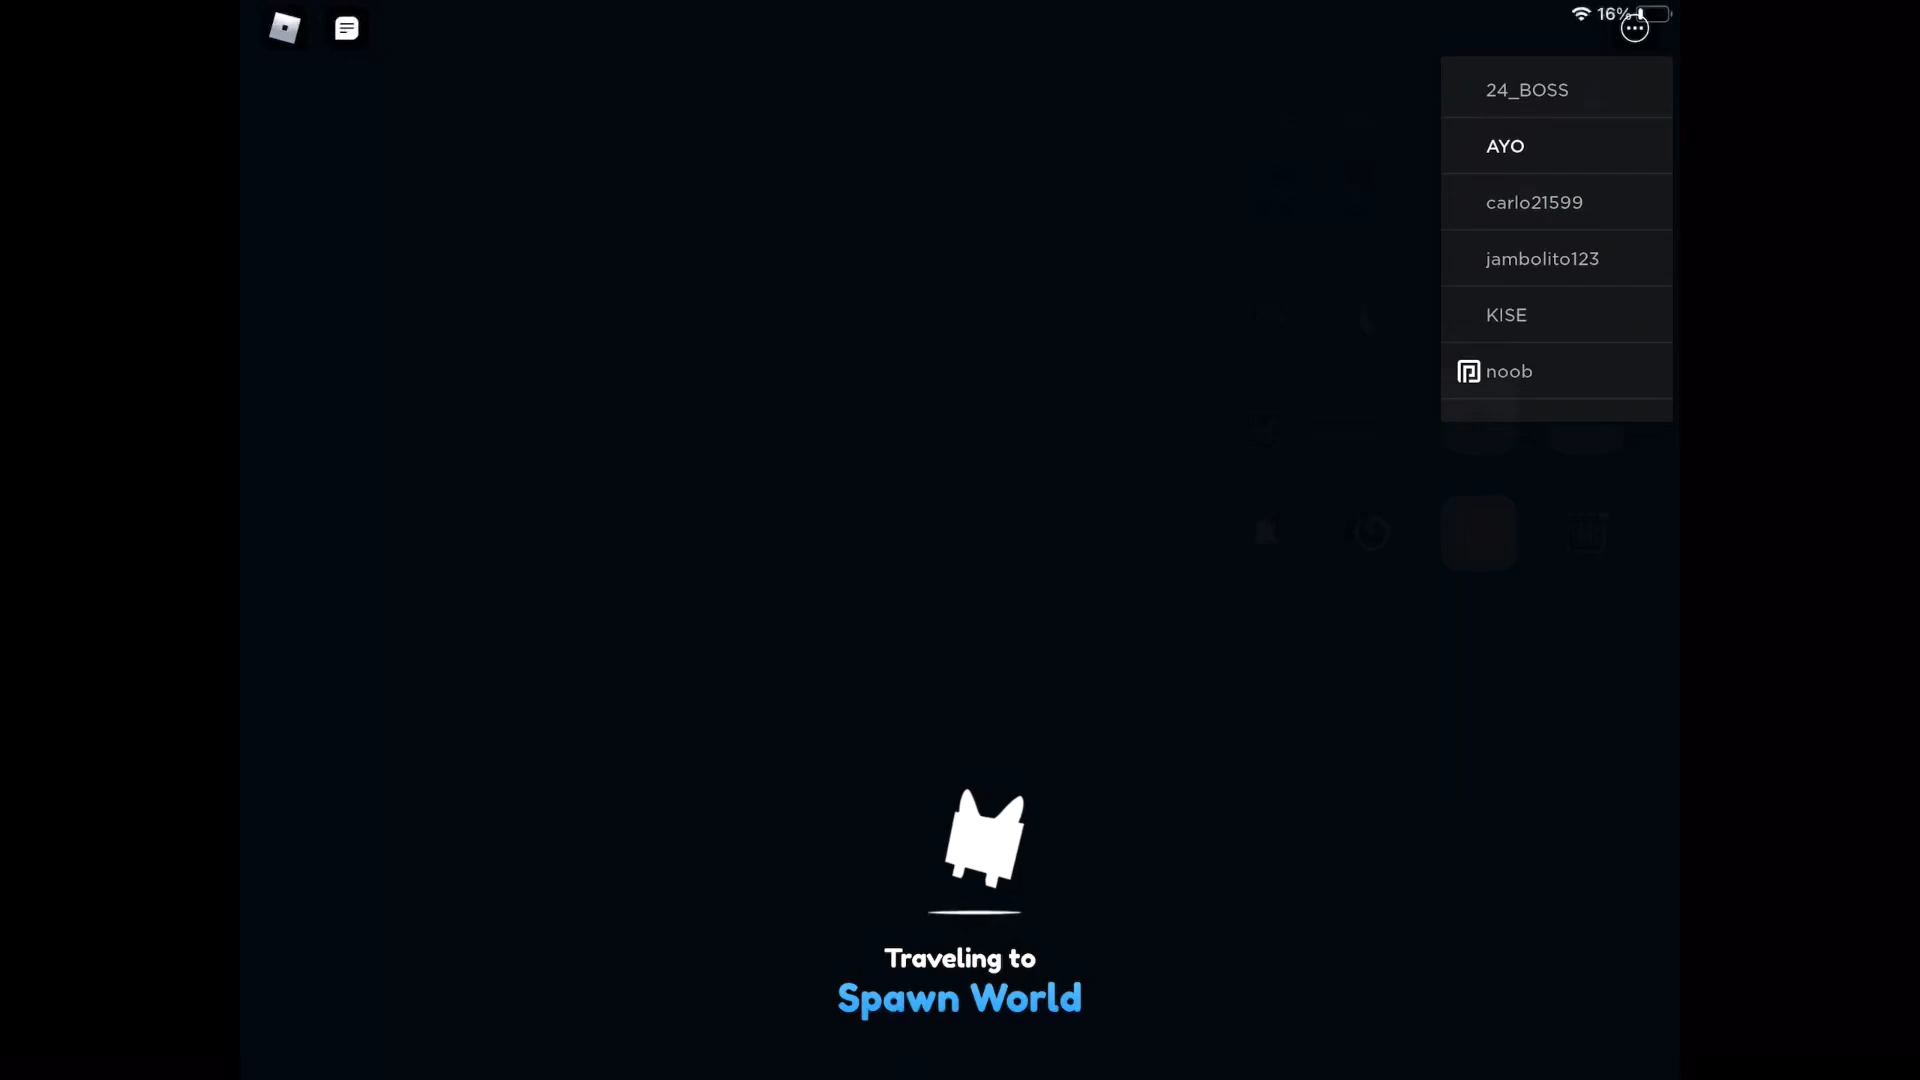 16%
24_BOSS
AYO
carlo21599
jambolito123
KISE
noob
Traveling to
Spawn World